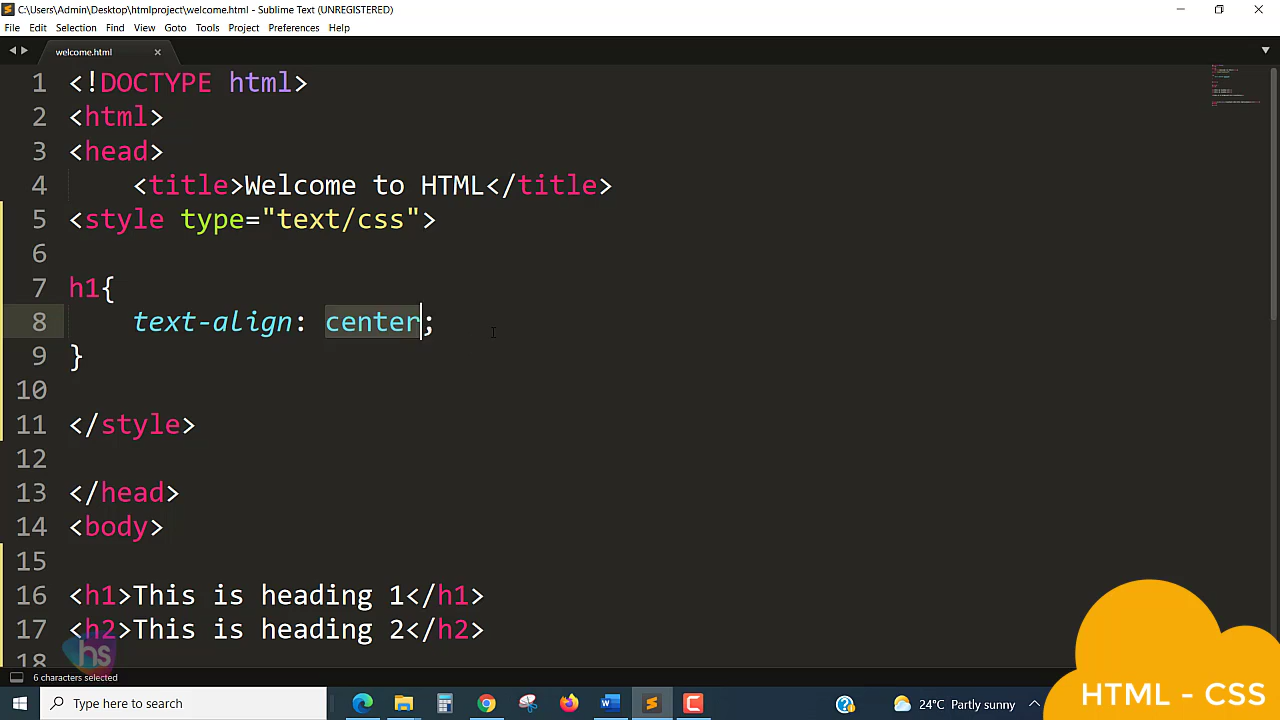 C:\Users\Admin\Desktop\htmlproject\welcome.html - Sublime Text (UNREGISTERED)
File Edit Selection Find View Goto Tools Project Preferences Help
welcome.html
1 <!DOCTYPE html>
2 <html>
3 <head>
4 <title>Welcome to HTML</title>
5 <style type="text/css">
6
7 h1{
8 text-align: center;
9 }
10
11 </style>
12
13 </head>
14 <body>
15
16 <h1>This is heading 1</h1>
17 <h2>This is heading 2</h2>
18
hs
6 characters selected
HTML - CSS
Type here to search
24°C Partly sunny